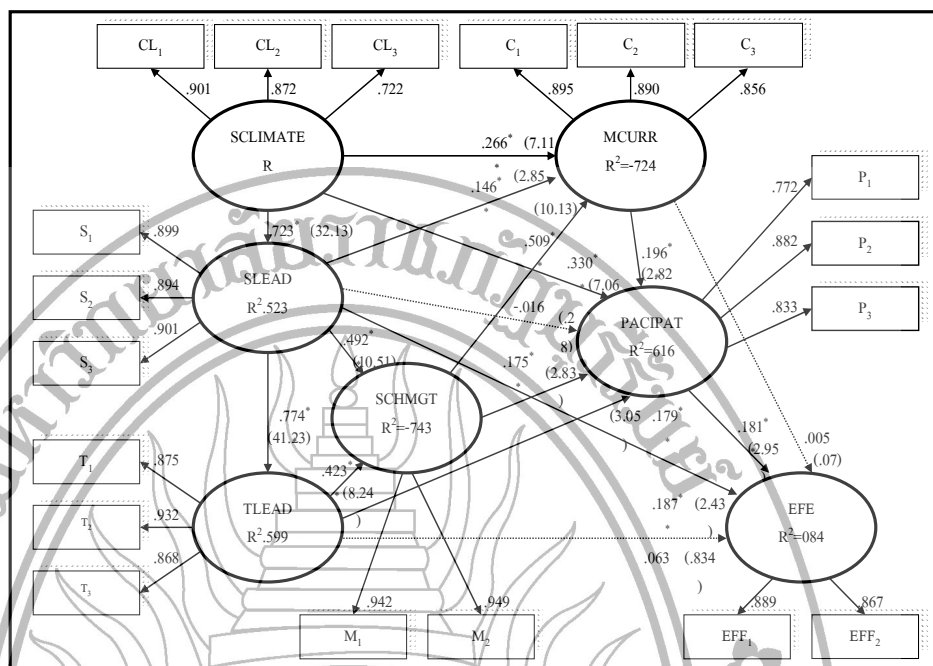 CL1 CL2 CL3 C1 C2 C3
.901 .872 .722 .895 .890 .856
SCLIMATE
R
MCURR
R²=-724
.266* (7.11
*
.146* (2.85
*
(10.13)
.509*
*
P1
.772
P2
.882
P3
.833
S1
.899
S2
.894
S3
.901
.723* (32.13)
SLEAD
R².523
.330*
* (7.06
.196*
(2.82
-.016
(.2
8)
PACIPAT
R²=616
.492*
(10.51)
.175*
* (2.83
)
SCHMGT
R²=-743
.774*
(41.23)
(3.05 .179*
)
*
.181*
*(2.95
)
.005
(.07)
T1
.875
T2
.932
T3
.868
TLEAD
R².599
.423*
* (8.24
)
.187* (2.43
*
)
.063 (.834
)
EFE
R²=084
.942 .949
M1 M2
.889 .867
EFF1 EFF2